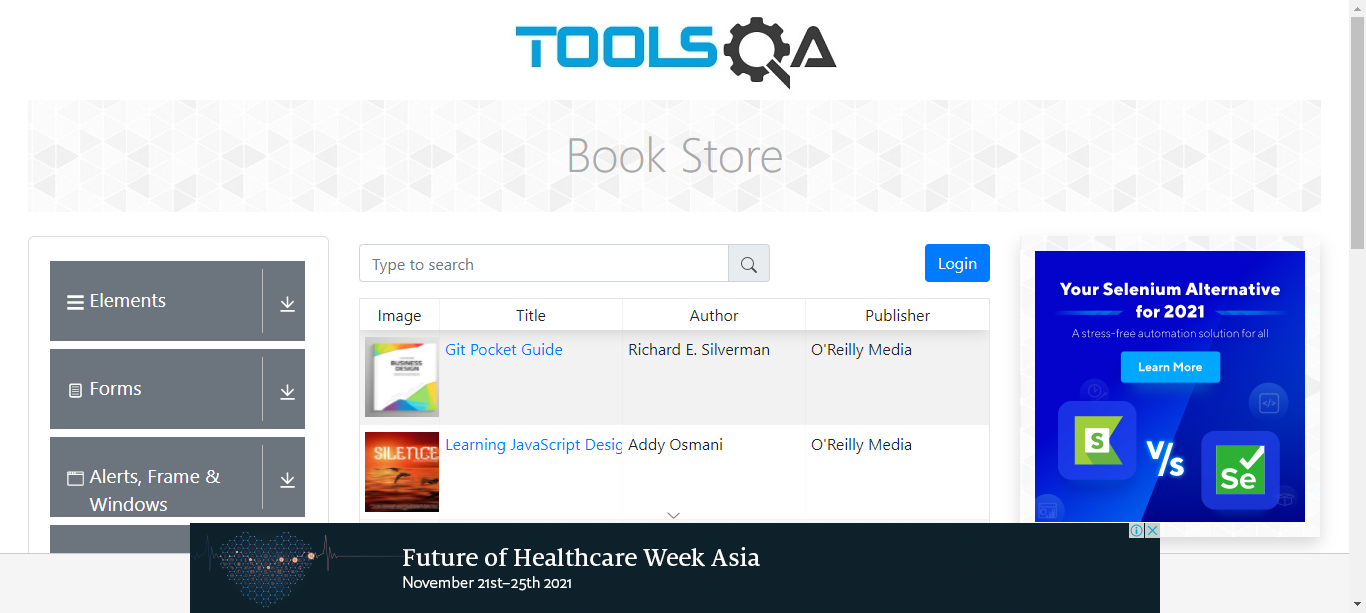 TOOLSQA
Book Store
Elements
Forms
Alerts, Frame &
Windows
Type to search
Login
Image Title Author Publisher
BUSINESS
DESIGN
Git Pocket Guide Richard E. Silverman O'Reilly Media
SILENCE
Learning JavaScript Desig Addy Osmani O'Reilly Media
Your Selenium Alternative
for 2021
A stress-free automation solution for all
Learn More
S
V/s
Se
Future of Healthcare Week Asia
November 21st–25th 2021